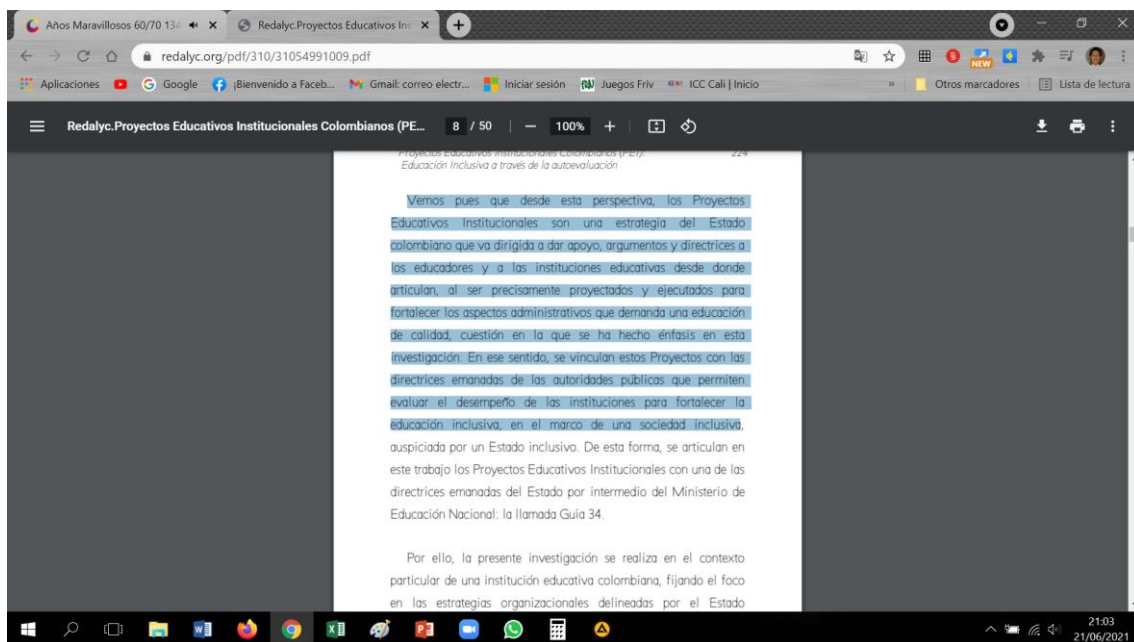 Años Maravillosos 60/70 134
Redalyc.Proyectos Educativos Ins
redalyc.org/pdf/310/31054991009.pdf
NEW
Aplicaciones
Google
¡Bienvenido a Faceb...
Gmail: correo electr...
Iniciar sesión
Juegos Friv
ICC Cali | Inicio
»
Otros marcadores
Lista de lectura
Redalyc.Proyectos Educativos Institucionales Colombianos (PE...
8 / 50
100%
Proyectos Educativos Institucionales Colombianos (PEI): 224
Educación Inclusiva a través de la autoevaluación
Vemos pues que desde esta perspectiva, los Proyectos
Educativos Institucionales son una estrategia del Estado
colombiano que va dirigida a dar apoyo, argumentos y directrices a
los educadores y a las instituciones educativas desde donde
articulan, al ser precisamente proyectados y ejecutados para
fortalecer los aspectos administrativos que demanda una educación
de calidad, cuestión en la que se ha hecho énfasis en esta
investigación. En ese sentido, se vinculan estos Proyectos con las
directrices emanadas de las autoridades públicas que permiten
evaluar el desempeño de las instituciones para fortalecer la
educación inclusiva, en el marco de una sociedad inclusiva,
auspiciada por un Estado inclusivo. De esta forma, se articulan en
este trabajo los Proyectos Educativos Institucionales con una de las
directrices emanadas del Estado por intermedio del Ministerio de
Educación Nacional: la llamada Guía 34.
Por ello, la presente investigación se realiza en el contexto
particular de una institución educativa colombiana, fijando el foco
en las estrategias organizacionales delineadas por el Estado
21:03
21/06/2021